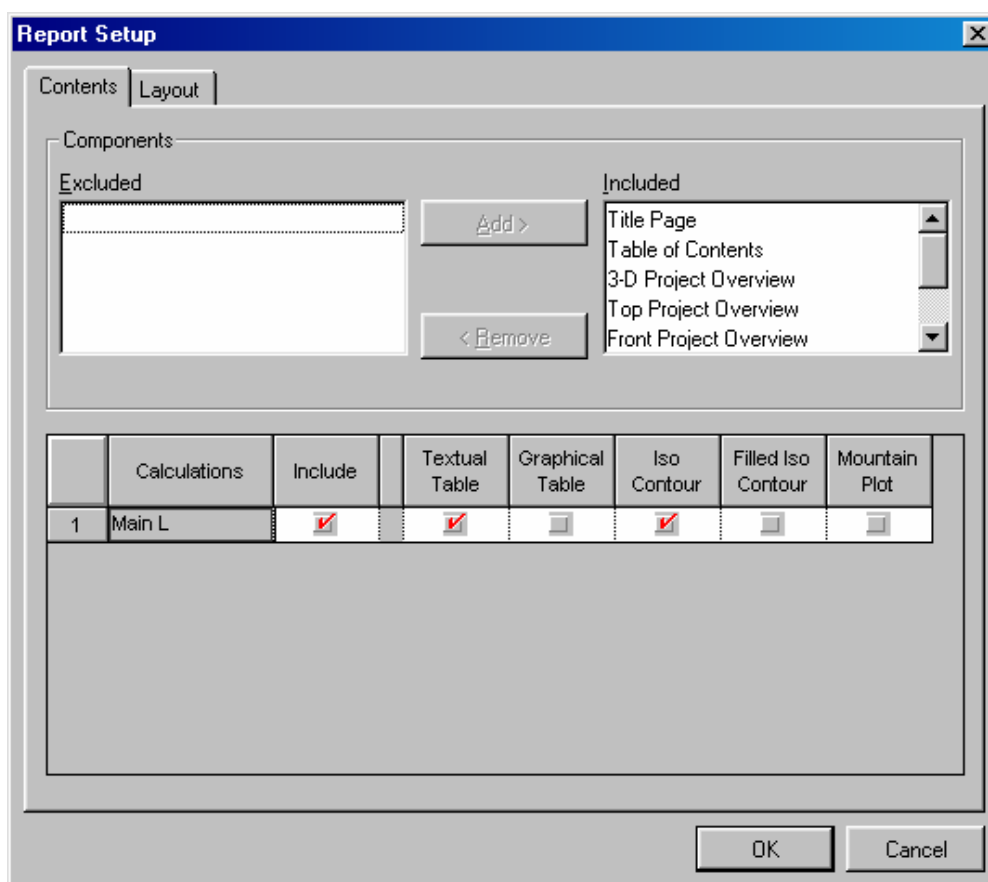 Report Setup
Contents Layout
Components
Excluded Included
Add >
< Remove
Title Page
Table of Contents
3-D Project Overview
Top Project Overview
Front Project Overview
Calculations Include Textual Table Graphical Table Iso Contour Filled Iso Contour Mountain Plot
1 Main L
OK Cancel